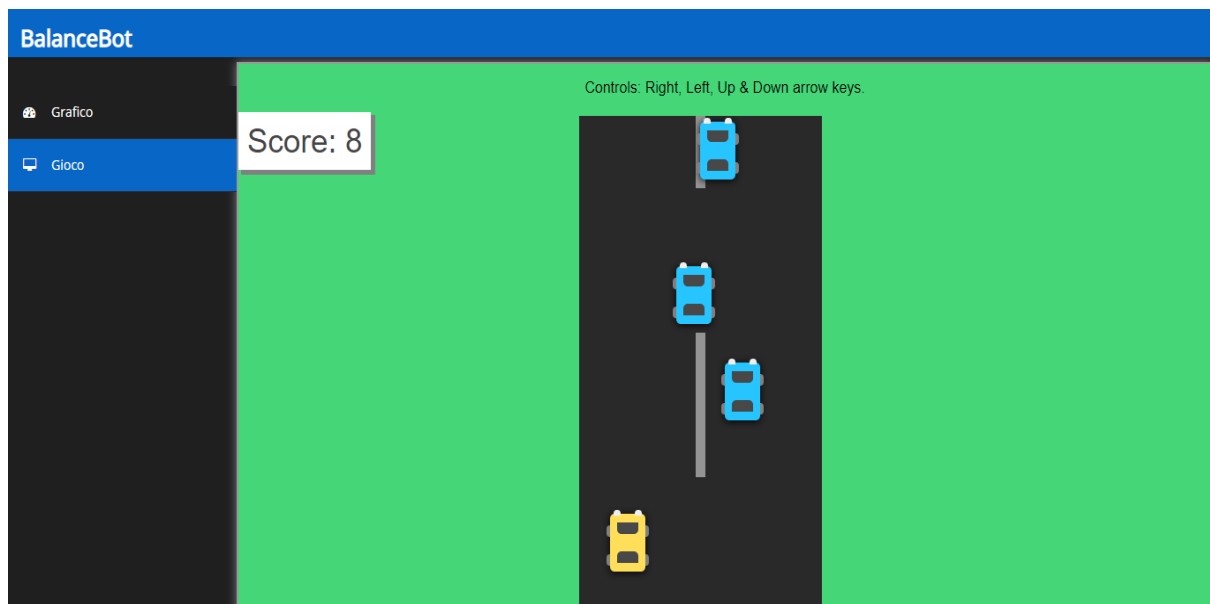 BalanceBot
Grafico
Gioco
Controls: Right, Left, Up & Down arrow keys.
Score: 8